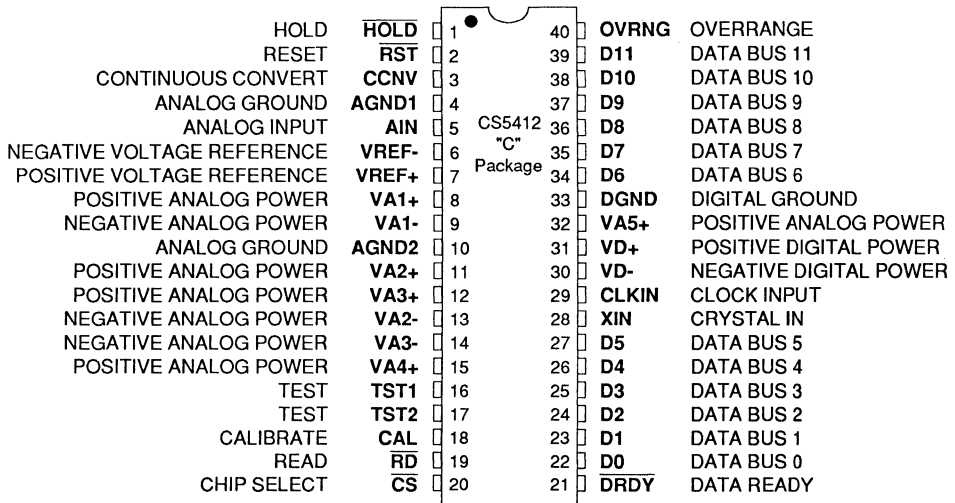 HOLD H̅O̅L̅D̅ 1 40 OVRNG OVERRANGE
RESET R̅S̅T̅ 2 39 D11 DATA BUS 11
CONTINUOUS CONVERT CCNV 3 38 D10 DATA BUS 10
ANALOG GROUND AGND1 4 37 D9 DATA BUS 9
ANALOG INPUT AIN 5 CS5412 36 D8 DATA BUS 8
NEGATIVE VOLTAGE REFERENCE VREF- 6 "C" 35 D7 DATA BUS 7
POSITIVE VOLTAGE REFERENCE VREF+ 7 Package 34 D6 DATA BUS 6
POSITIVE ANALOG POWER VA1+ 8 33 DGND DIGITAL GROUND
NEGATIVE ANALOG POWER VA1- 9 32 VA5+ POSITIVE ANALOG POWER
ANALOG GROUND AGND2 10 31 VD+ POSITIVE DIGITAL POWER
POSITIVE ANALOG POWER VA2+ 11 30 VD- NEGATIVE DIGITAL POWER
POSITIVE ANALOG POWER VA3+ 12 29 CLKIN CLOCK INPUT
NEGATIVE ANALOG POWER VA2- 13 28 XIN CRYSTAL IN
NEGATIVE ANALOG POWER VA3- 14 27 D5 DATA BUS 5
POSITIVE ANALOG POWER VA4+ 15 26 D4 DATA BUS 4
TEST TST1 16 25 D3 DATA BUS 3
TEST TST2 17 24 D2 DATA BUS 2
CALIBRATE CAL 18 23 D1 DATA BUS 1
READ R̅D̅ 19 22 D0 DATA BUS 0
CHIP SELECT C̅S̅ 20 21 D̅R̅D̅Y̅ DATA READY